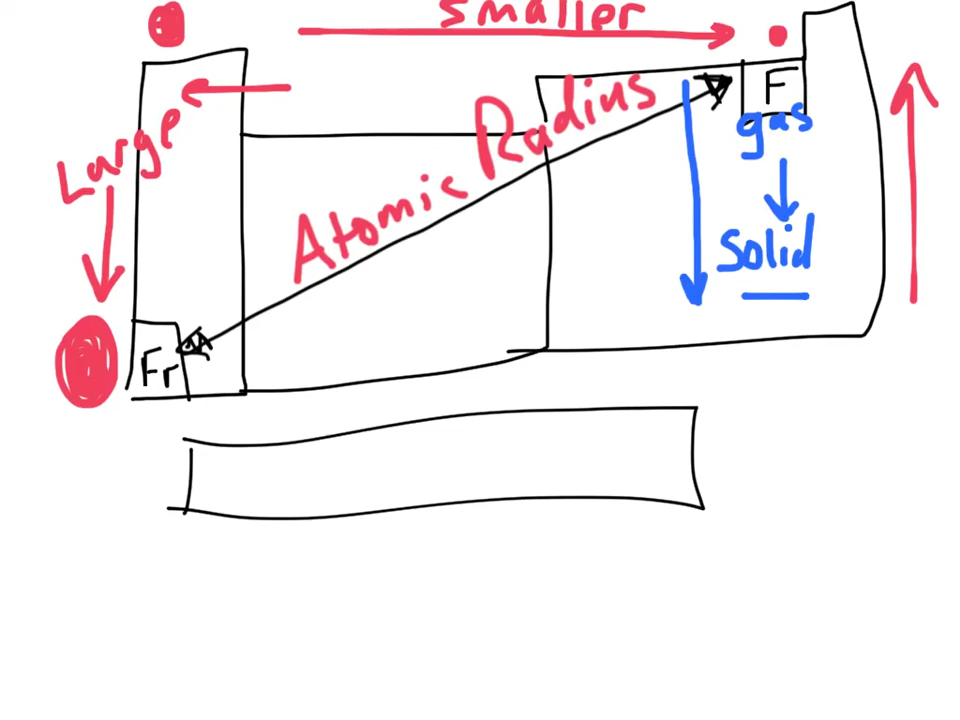 smaller
F
gas
Large
Atomic Radius
Solid
Fr